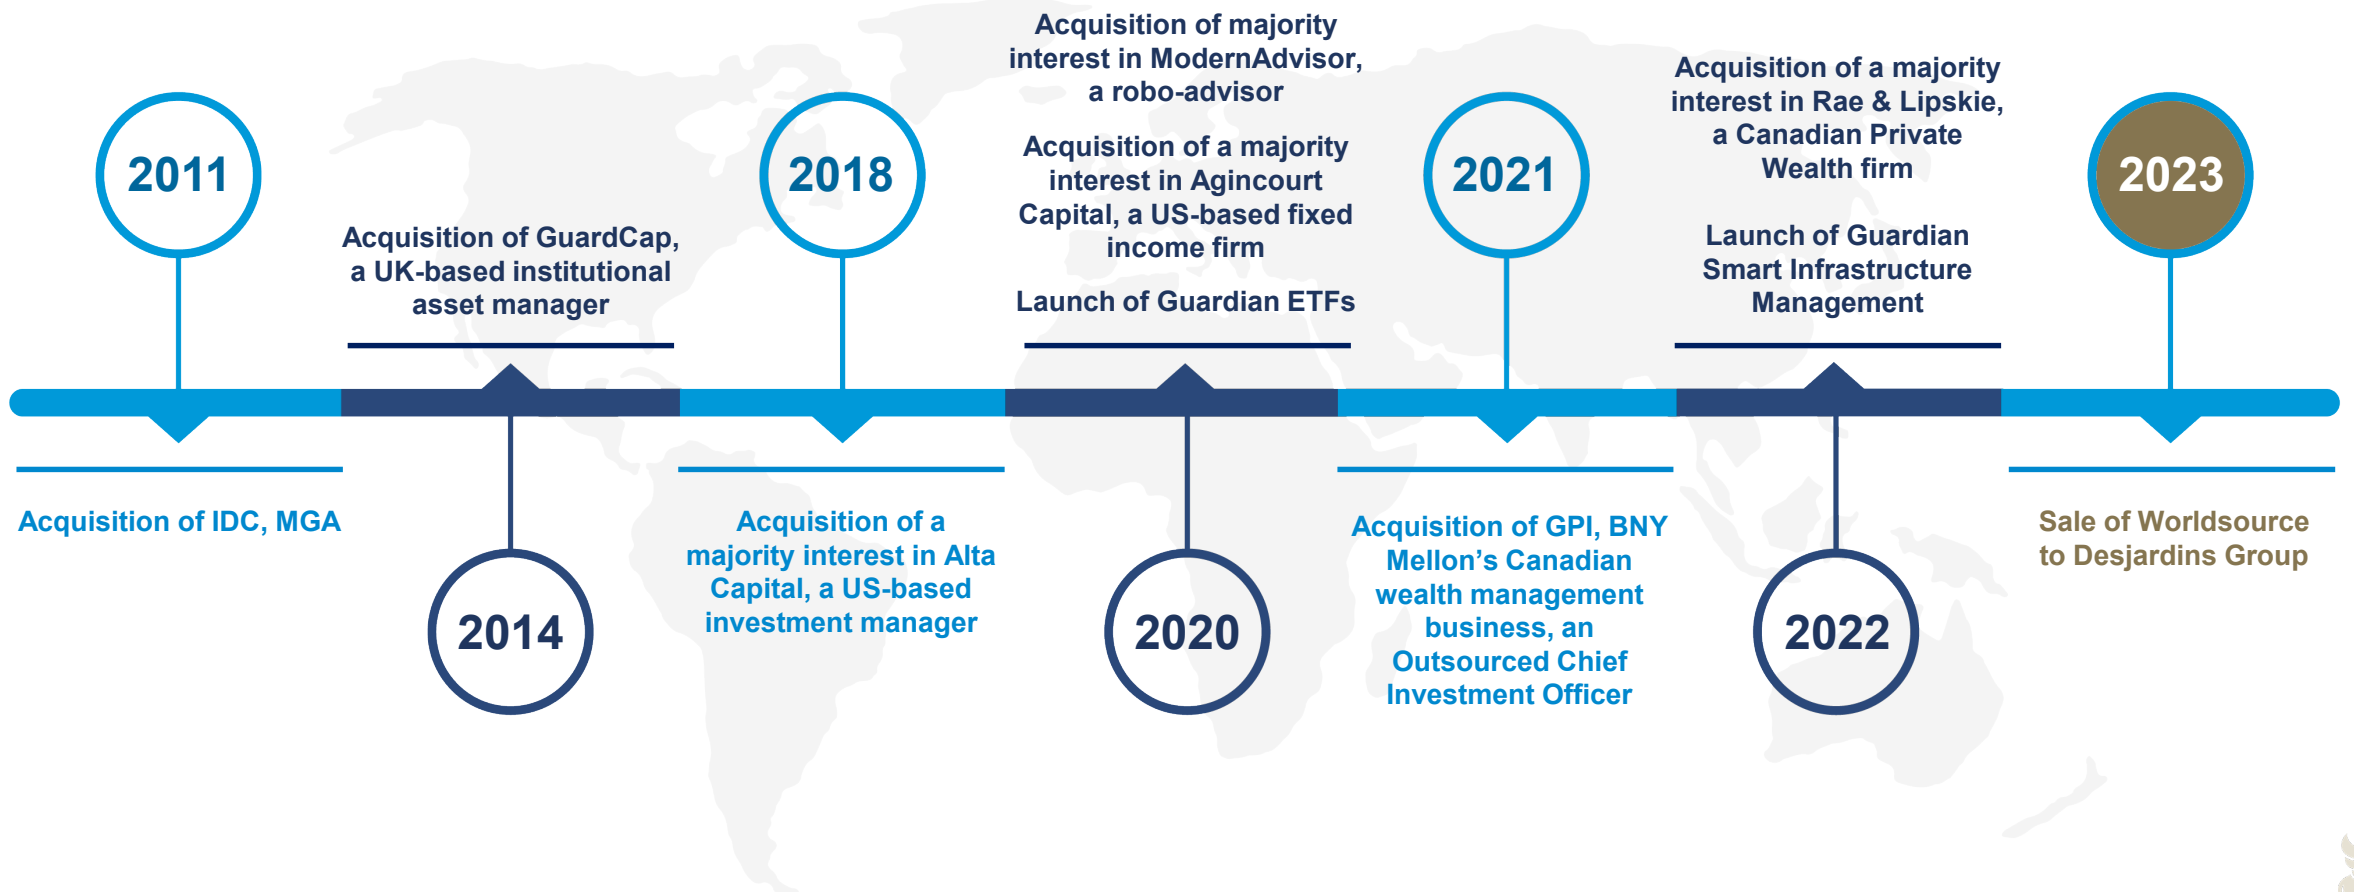 2011
Acquisition of IDC, MGA
Acquisition of GuardCap,
a UK-based institutional
asset manager
2014
2018
Acquisition of a
majority interest in Alta
Capital, a US-based
investment manager
Acquisition of majority
interest in ModernAdvisor,
a robo-advisor
Acquisition of a majority
interest in Agincourt
Capital, a US-based fixed
income firm
Launch of Guardian ETFs
2020
2021
Acquisition of GPI, BNY
Mellon’s Canadian
wealth management
business, an
Outsourced Chief
Investment Officer
Acquisition of a majority
interest in Rae & Lipskie,
a Canadian Private
Wealth firm
Launch of Guardian
Smart Infrastructure
Management
2022
2023
Sale of Worldsource
to Desjardins Group